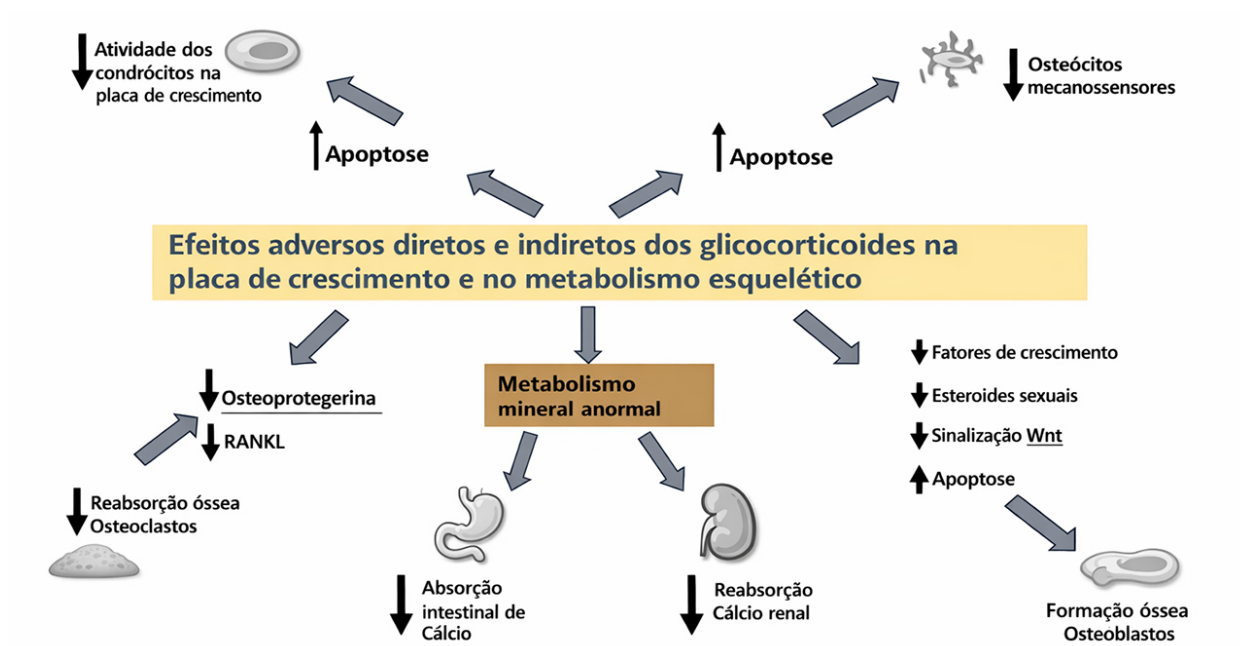 Atividade dos
condrócitos na
placa de crescimento
Apoptose
Apoptose
Osteócitos
mecanossensores
Efeitos adversos diretos e indiretos dos glicocorticoides na
placa de crescimento e no metabolismo esquelético
Osteoprotegerina
RANKL
Reabsorção óssea
Osteoclastos
Metabolismo
mineral anormal
Absorção
intestinal de
Cálcio
Reabsorção
Cálcio renal
Fatores de crescimento
Esteroides sexuais
Sinalização Wnt
Apoptose
Formação óssea
Osteoblastos